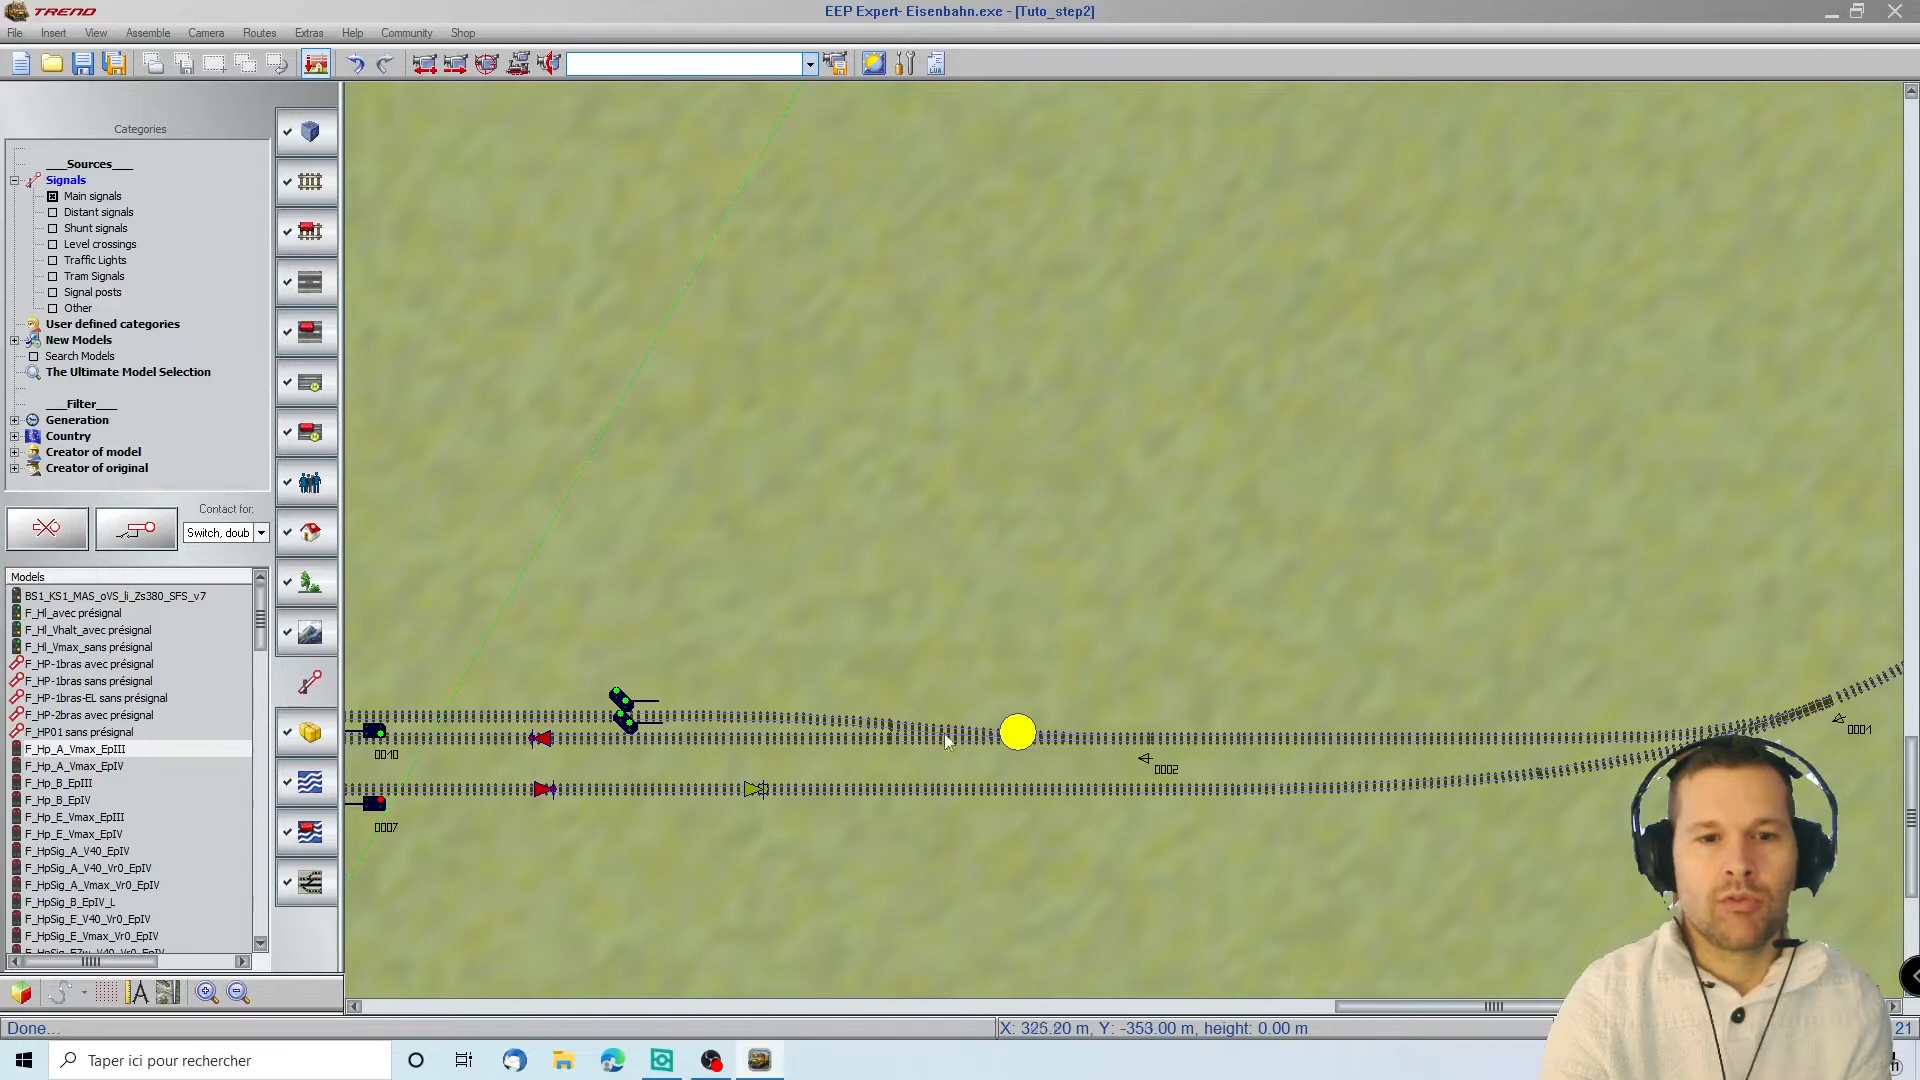 TREND
EEP Expert- Eisenbahn.exe - [Tuto_step2]
File Insert View Assemble Camera Routes Extras Help Community Shop
LUA
Categories
___Sources___
Signals
Main signals
Distant signals
Shunt signals
Level crossings
Traffic Lights
Tram Signals
Signal posts
Other
User defined categories
New Models
Search Models
The Ultimate Model Selection
___Filter___
Generation
Country
Creator of model
Creator of original
Contact for:
Switch, doub
Models
BS1_KS1_MAS_oVS_li_Zs380_SFS_v7
F_Hl_avec présignal
F_Hl_Vhalt_avec présignal
F_Hl_Vmax_sans présignal
F_HP-1bras avec présignal
F_HP-1bras sans présignal
F_HP-1bras-EL sans présignal
F_HP-2bras avec présignal
F_HP01 sans présignal
F_Hp_A_Vmax_EpIII
F_Hp_A_Vmax_EpIV
F_Hp_B_EpIII
F_Hp_B_EpIV
F_Hp_E_Vmax_EpIII
F_Hp_E_Vmax_EpIV
F_HpSig_A_V40_EpIV
F_HpSig_A_V40_Vr0_EpIV
F_HpSig_A_Vmax_Vr0_EpIV
F_HpSig_B_EpIV_L
F_HpSig_E_V40_Vr0_EpIV
F_HpSig_E_Vmax_Vr0_EpIV
F_HpSig_EZw_V40_Vr0_EpIV
0010
0007
0002
0001
Done...
X: 325.20 m, Y: -353.00 m, height: 0.00 m
21
Taper ici pour rechercher